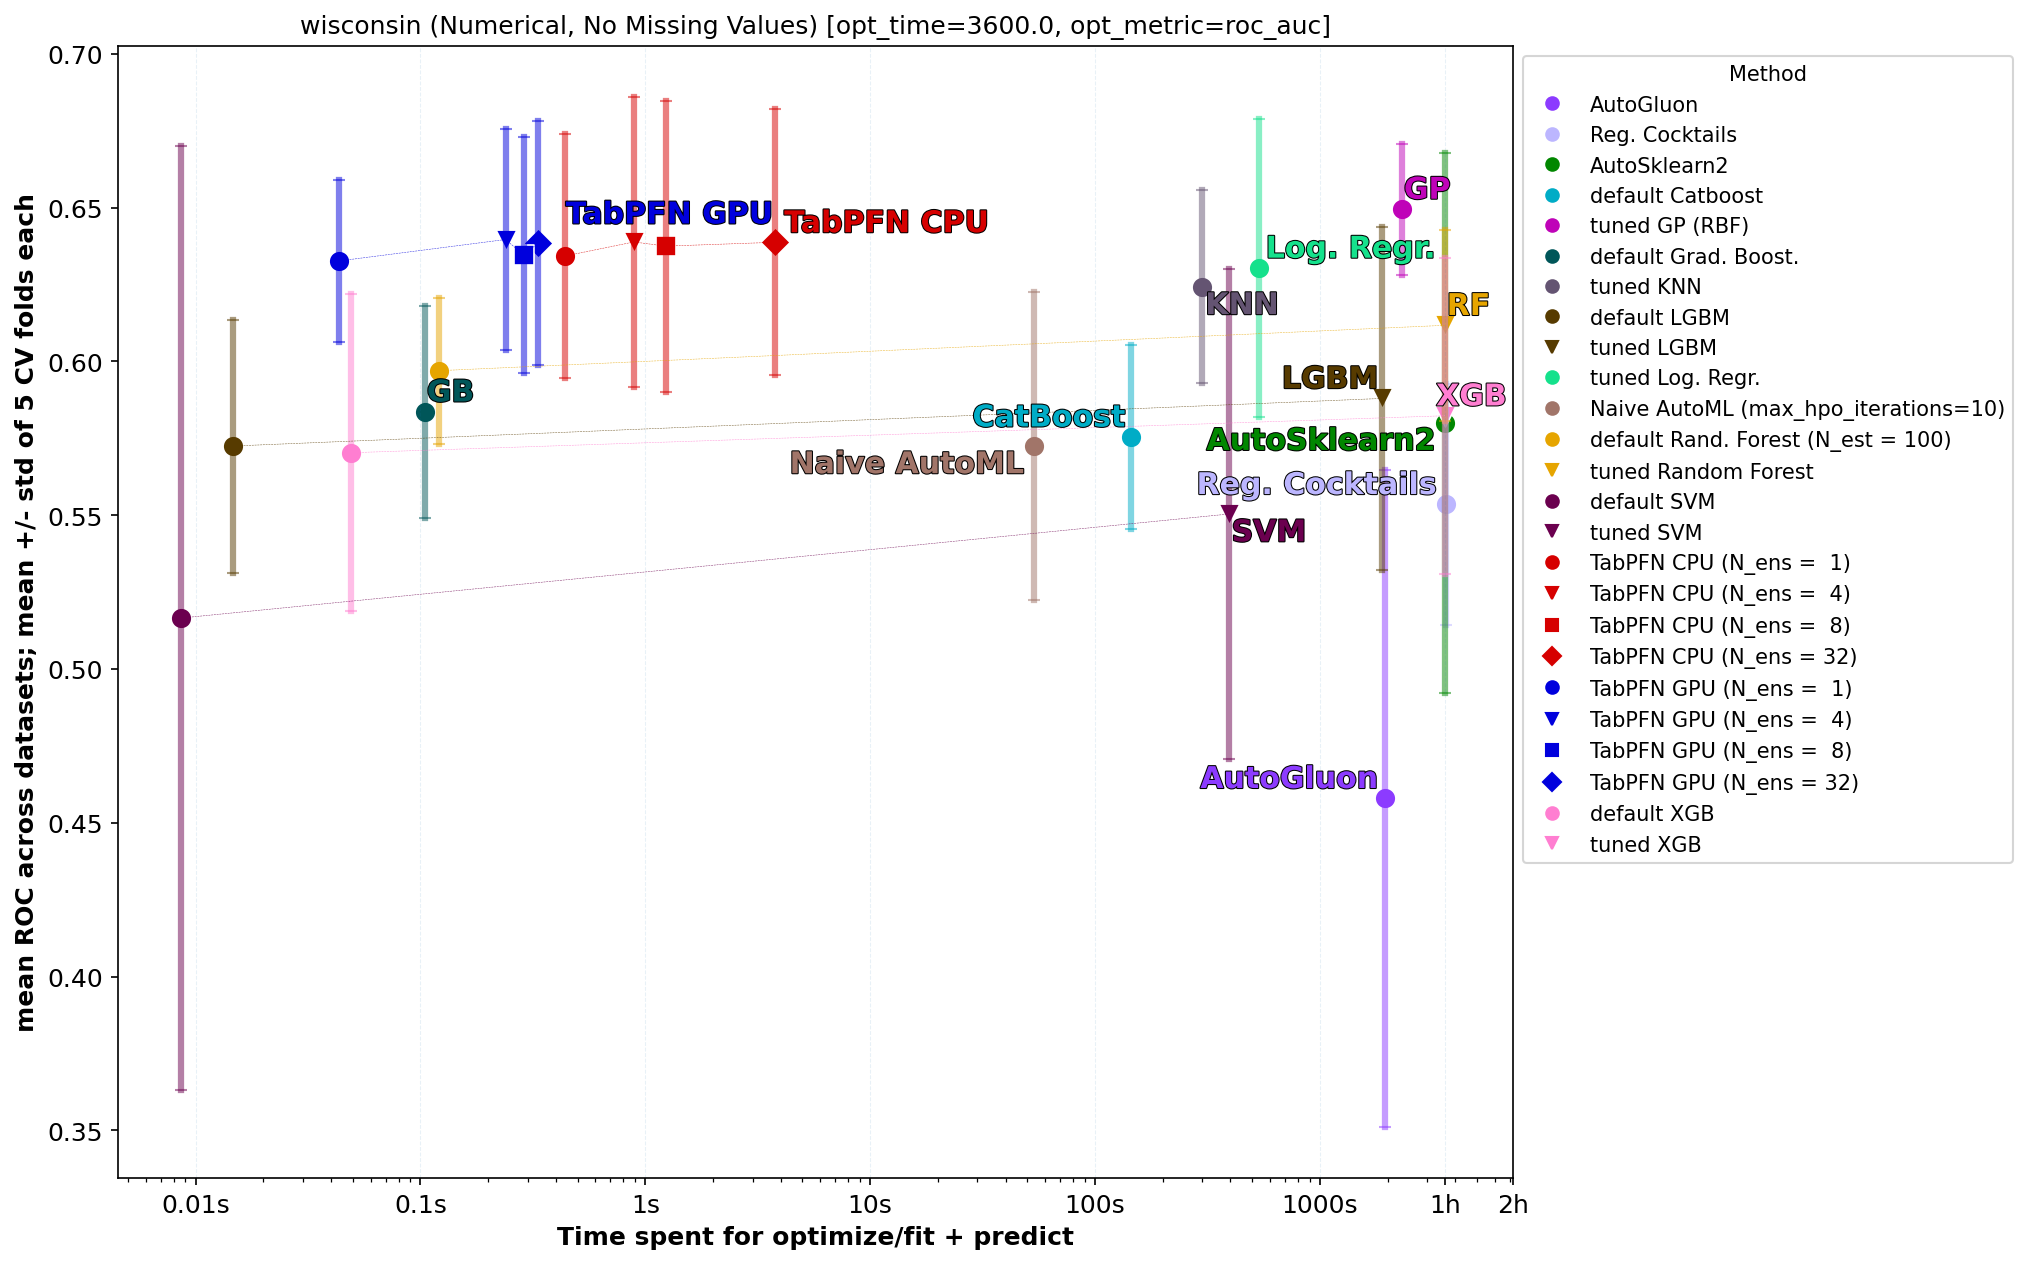 wisconsin (Numerical, No Missing Values) [opt_time=3600.0, opt_metric=roc_auc]
mean ROC across datasets; mean +/- std of 5 CV folds each
0.70
0.65
0.60
0.55
0.50
0.45
0.40
0.35
TabPFN GPU
TabPFN CPU
GP
Log. Regr.
KNN
RF
GB
LGBM
XGB
CatBoost
AutoSklearn2
Naive AutoML
Reg. Cocktails
SVM
AutoGluon
0.01s
0.1s
1s
10s
100s
1000s
1h
2h
Time spent for optimize/fit + predict
Method
AutoGluon
Reg. Cocktails
AutoSklearn2
default Catboost
tuned GP (RBF)
default Grad. Boost.
tuned KNN
default LGBM
tuned LGBM
tuned Log. Regr.
Naive AutoML (max_hpo_iterations=10)
default Rand. Forest (N_est = 100)
tuned Random Forest
default SVM
tuned SVM
TabPFN CPU (N_ens =  1)
TabPFN CPU (N_ens =  4)
TabPFN CPU (N_ens =  8)
TabPFN CPU (N_ens = 32)
TabPFN GPU (N_ens =  1)
TabPFN GPU (N_ens =  4)
TabPFN GPU (N_ens =  8)
TabPFN GPU (N_ens = 32)
default XGB
tuned XGB